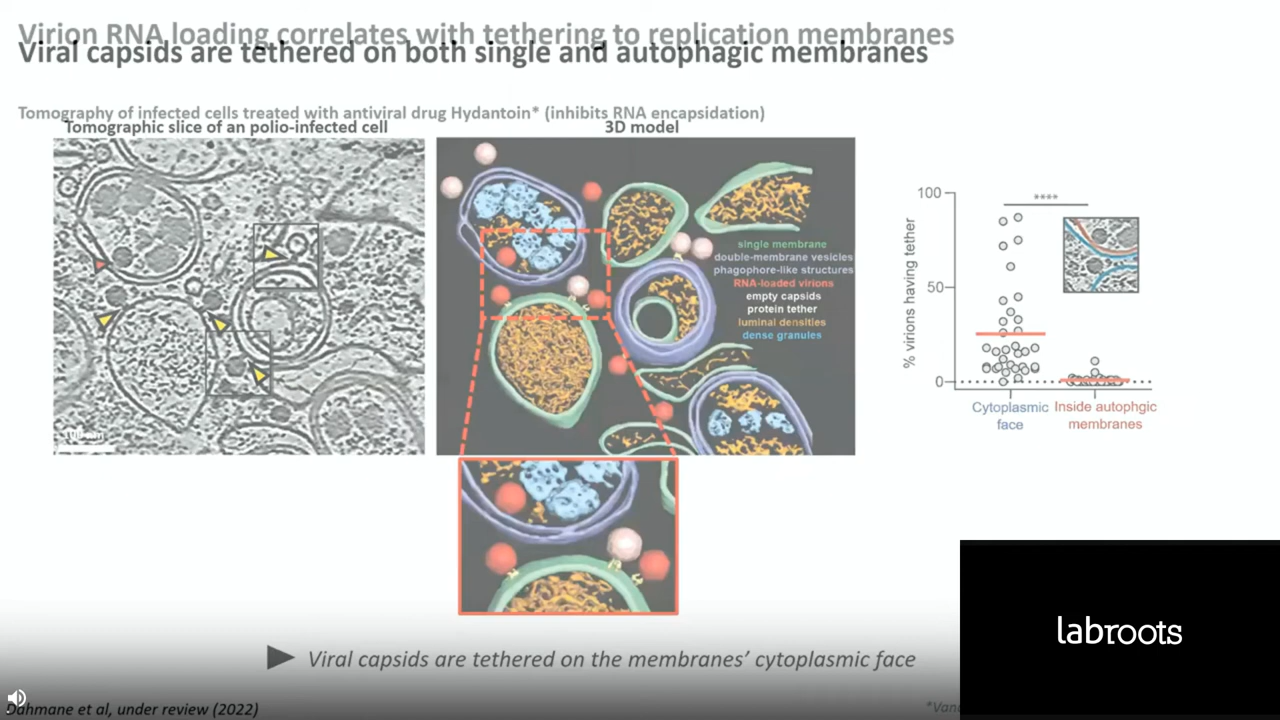 Virion RNA loading correlates with tethering to replication membranes
Viral capsids are tethered on both single and autophagic membranes
Tomography of infected cells treated with antiviral drug Hydantoin* (inhibits RNA encapsidation)
Tomographic slice of an polio-infected cell
3D model
single membrane
double-membrane vesicles
phagophore-like structures
RNA-loaded virions
empty capsids
protein tether
luminal densities
dense granules
100 nm
% virions having tether
100
50
0
****
Cytoplasmic
face
Inside autophgic
membranes
Viral capsids are tethered on the membranes’ cytoplasmic face
labroots
Dahmane et al, under review (2022)